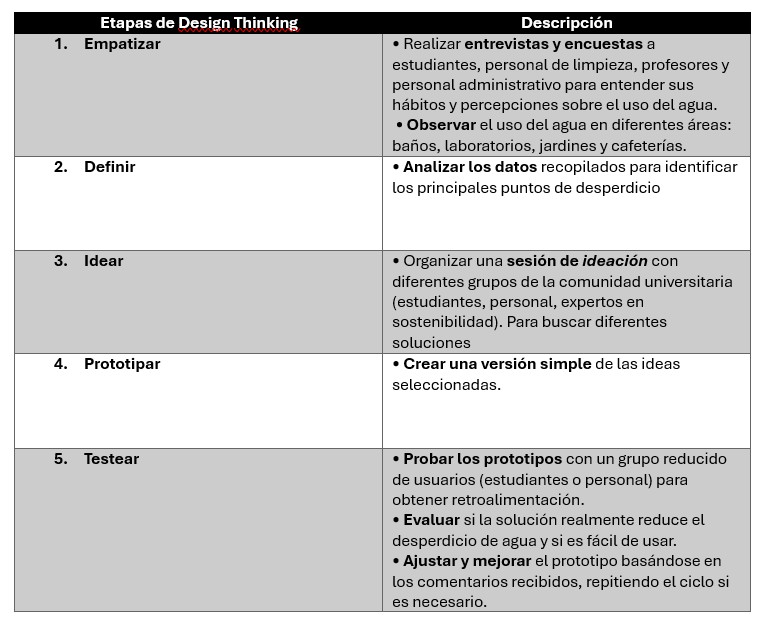 Etapas de Design Thinking
Descripción
1. Empatizar
• Realizar entrevistas y encuestas a
estudiantes, personal de limpieza, profesores y
personal administrativo para entender sus
hábitos y percepciones sobre el uso del agua.
• Observar el uso del agua en diferentes áreas:
baños, laboratorios, jardines y cafeterías.
2. Definir
• Analizar los datos recopilados para identificar
los principales puntos de desperdicio
3. Idear
• Organizar una sesión de ideación con
diferentes grupos de la comunidad universitaria
(estudiantes, personal, expertos en
sostenibilidad). Para buscar diferentes
soluciones
4. Prototipar
• Crear una versión simple de las ideas
seleccionadas.
5. Testear
• Probar los prototipos con un grupo reducido
de usuarios (estudiantes o personal) para
obtener retroalimentación.
• Evaluar si la solución realmente reduce el
desperdicio de agua y si es fácil de usar.
• Ajustar y mejorar el prototipo basándose en
los comentarios recibidos, repitiendo el ciclo si
es necesario.